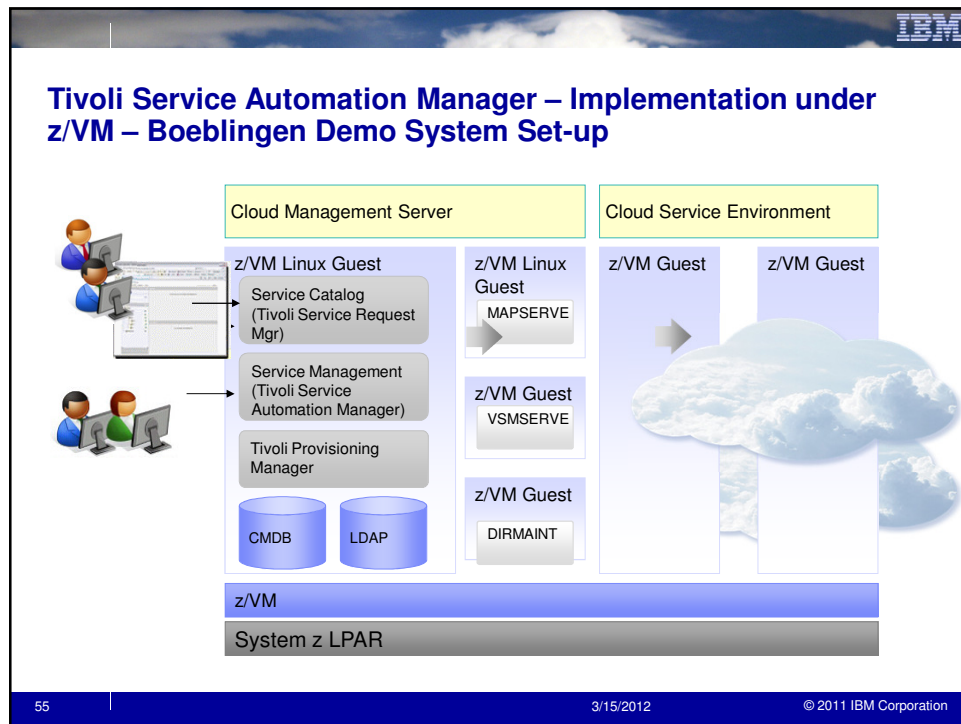 IBM
Tivoli Service Automation Manager – Implementation under
z/VM – Boeblingen Demo System Set-up
Cloud Management Server
Cloud Service Environment
z/VM Linux Guest
Service Catalog
(Tivoli Service Request
Mgr)
Service Management
(Tivoli Service
Automation Manager)
Tivoli Provisioning
Manager
CMDB
LDAP
z/VM Linux
Guest
MAPSERVE
z/VM Guest
VSMSERVE
z/VM Guest
DIRMAINT
z/VM Guest
z/VM Guest
z/VM
System z LPAR
55
3/15/2012
© 2011 IBM Corporation